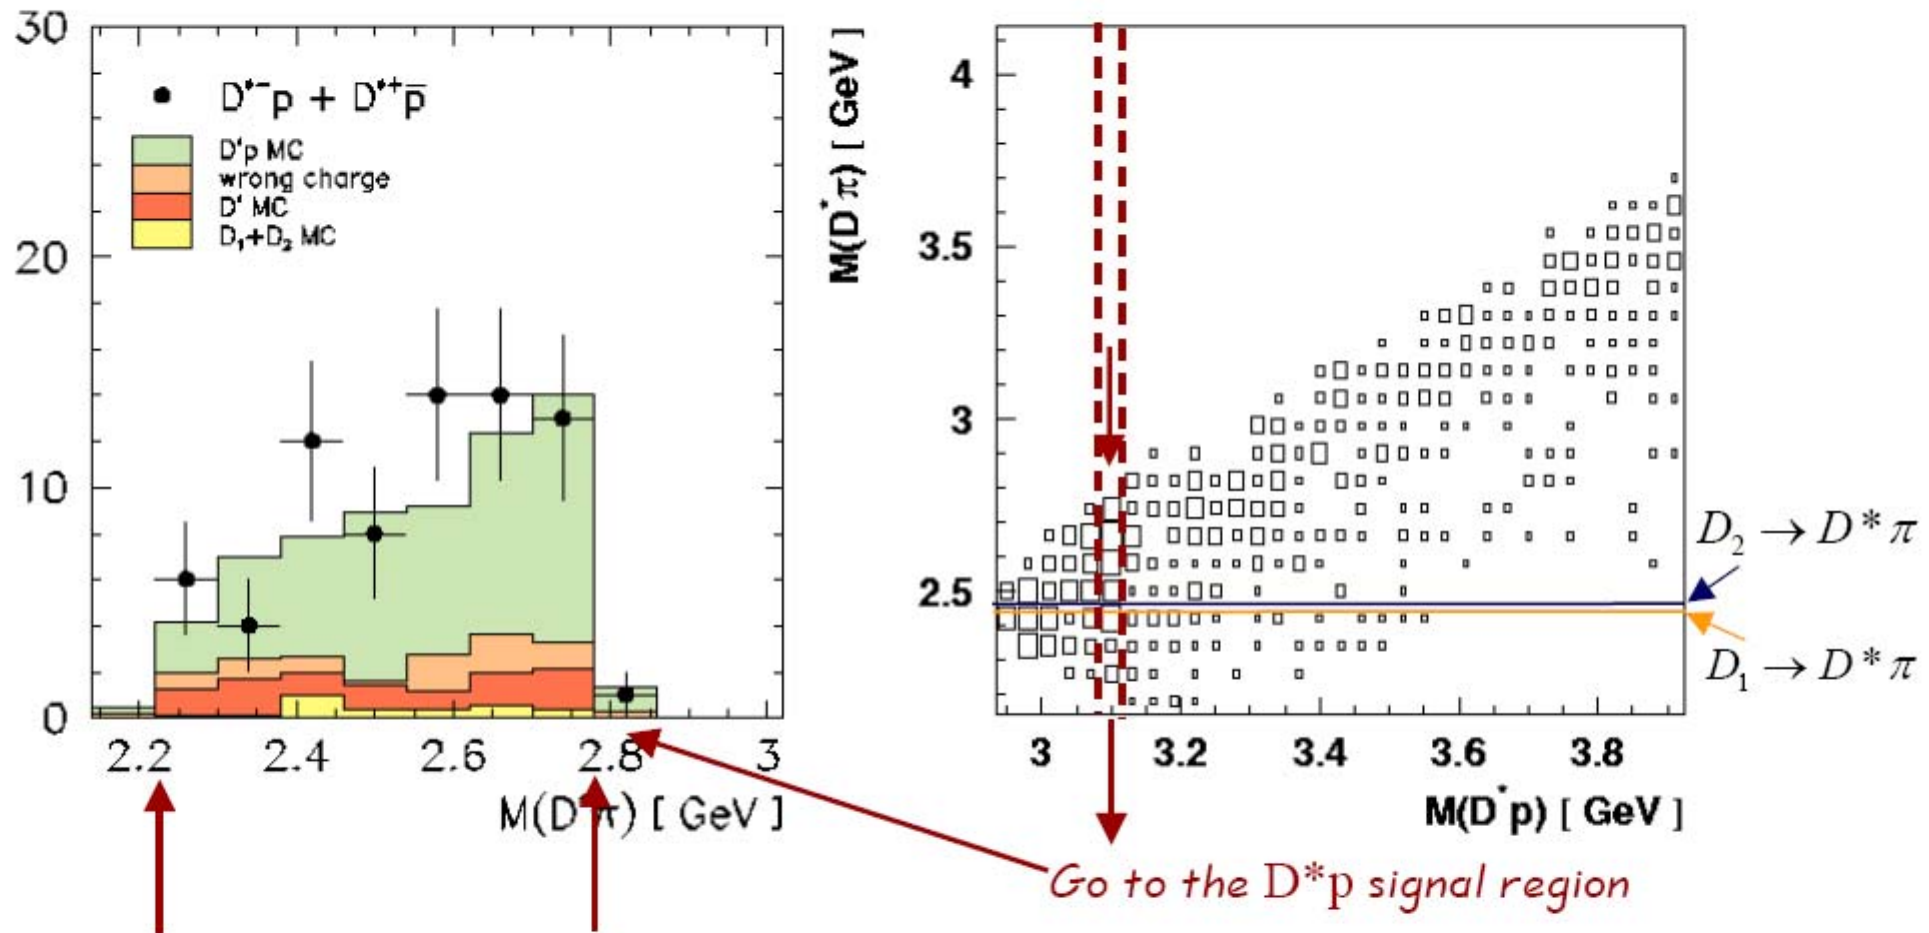 30
20
10
0
D*⁻p + D*⁺p̄
D*p MC
wrong charge
D* MC
D₁+D₂ MC
2.2 2.4 2.6 2.8 3
M(D*π) [ GeV ]
M(D*π) [ GeV ]
4
3.5
3
2.5
3 3.2 3.4 3.6 3.8
M(D*p) [ GeV ]
D₂ → D * π
D₁ → D * π
Go to the D*p signal region